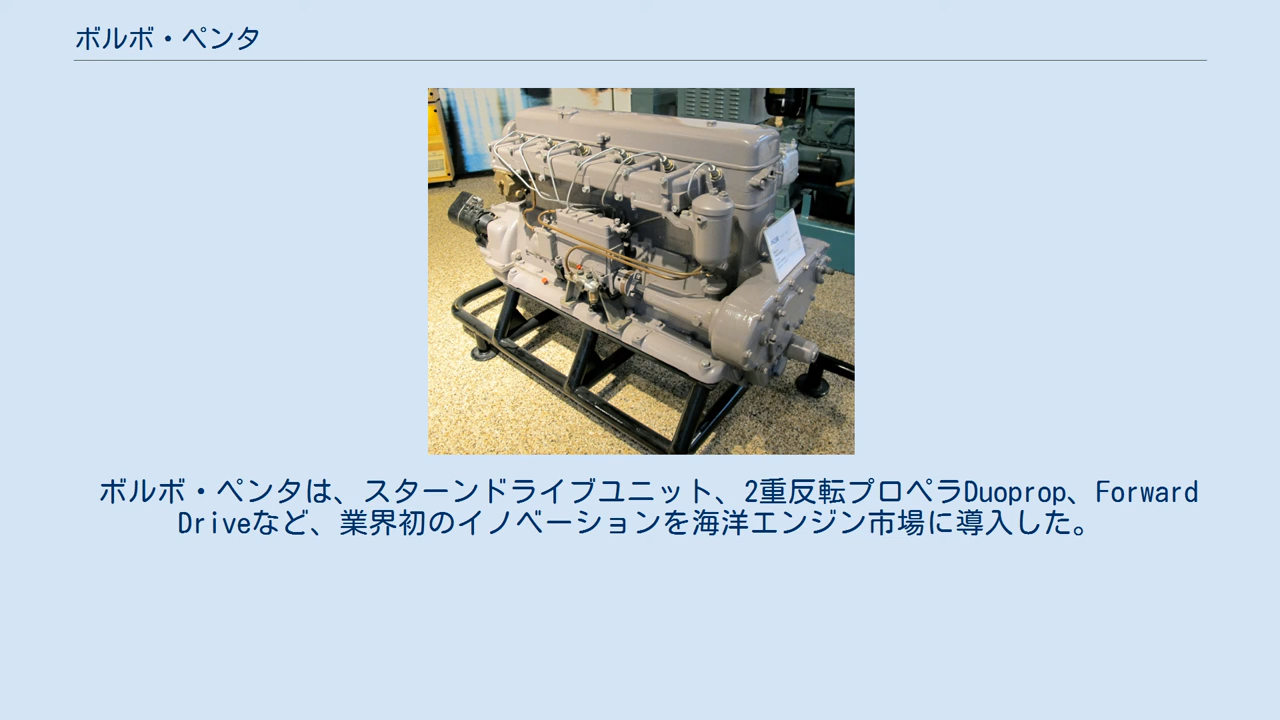 ボルボ・ペンタ
ボルボ・ペンタは、スターンドライブユニット、2重反転プロペラDuoprop、Forward
Driveなど、業界初のイノベーションを海洋エンジン市場に導入した。